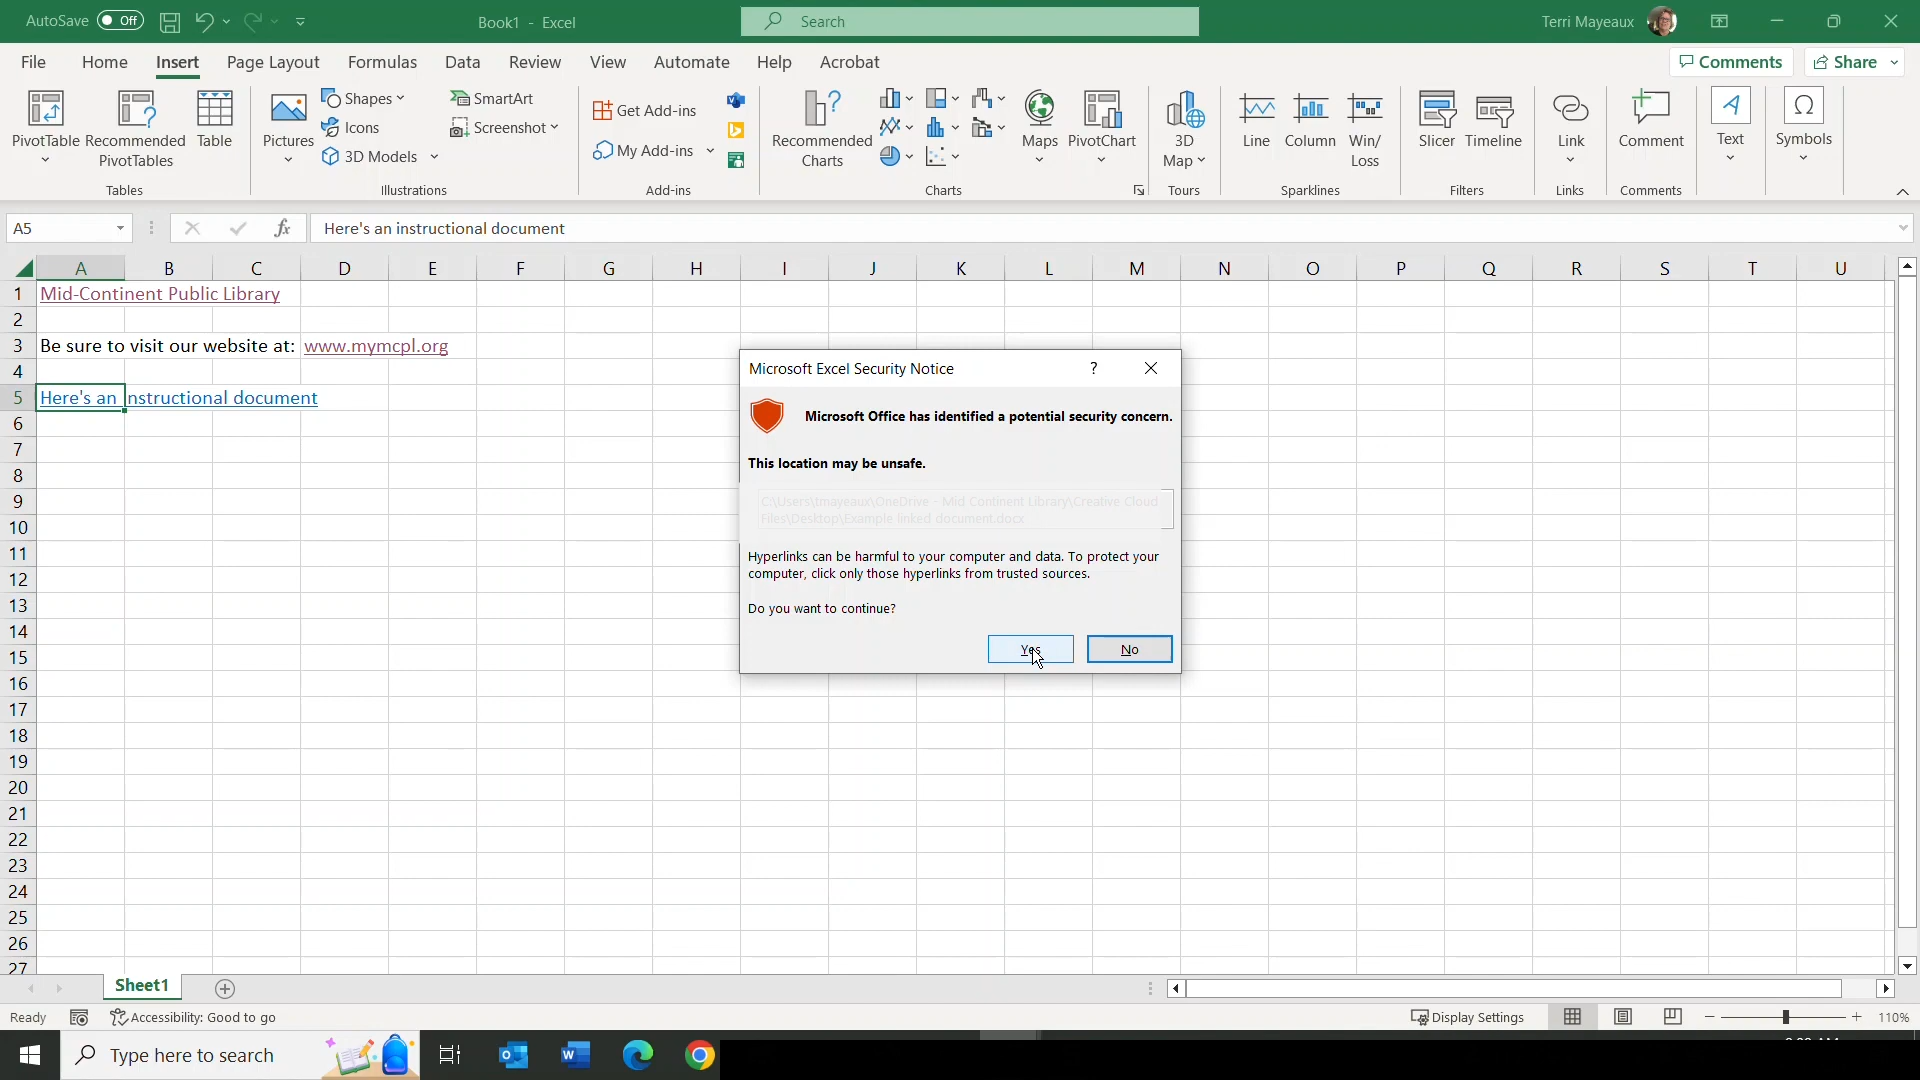 AutoSave Off
Book1 - Excel
Search
Terri Mayeaux
File Home Insert Page Layout Formulas Data Review View Automate Help Acrobat
Comments Share
PivotTable
Recommended PivotTables
Table
Tables
Pictures
Shapes
Icons
3D Models
SmartArt
Screenshot
Illustrations
Get Add-ins
My Add-ins
Add-ins
Recommended Charts
Maps
PivotChart
Charts
3D Map
Tours
Line
Column
Win/Loss
Sparklines
Slicer
Timeline
Filters
Link
Links
Comment
Comments
Text
Symbols
A5
fx
Here's an instructional document
A B C D E F G H I J K L M N O P Q R S T U
1 Mid-Continent Public Library
2
3 Be sure to visit our website at: www.mymcpl.org
4
5 Here's an instructional document
6
7
8
9
10
11
12
13
14
15
16
17
18
19
20
21
22
23
24
25
26
27
Microsoft Excel Security Notice ?
Microsoft Office has identified a potential security concern.
This location may be unsafe.
C:\Users\tmayeaux\OneDrive - Mid Continent Library\Creative Cloud
Files\Desktop\Example linked document.docx
Hyperlinks can be harmful to your computer and data. To protect your
computer, click only those hyperlinks from trusted sources.
Do you want to continue?
Yes No
Sheet1
Ready
Accessibility: Good to go
Display Settings
110%
Type here to search